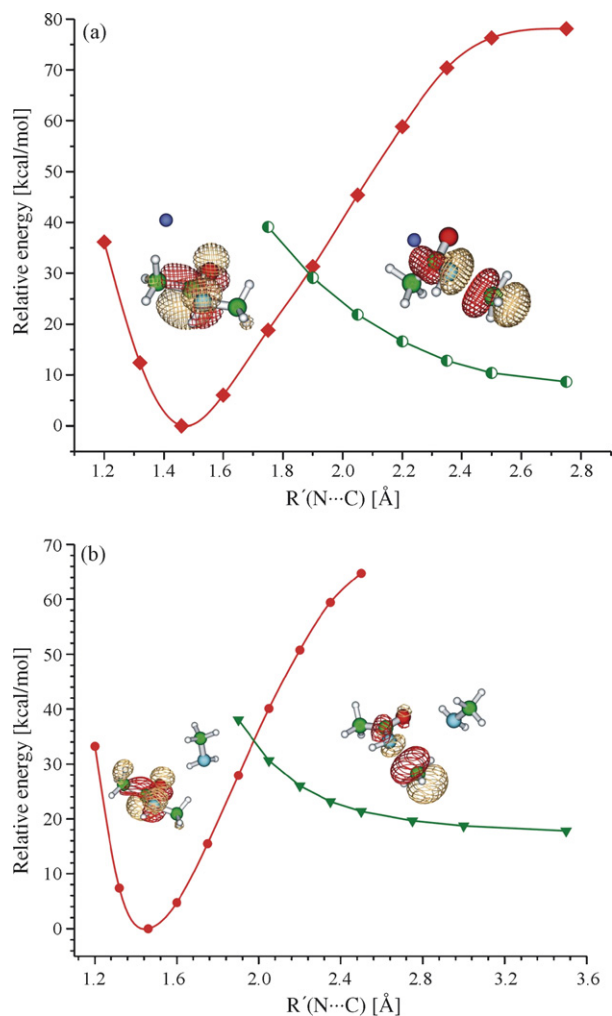 (a)
80
70
60
50
40
30
20
10
0
Relative energy [kcal/mol]
1.2 1.4 1.6 1.8 2.0 2.2 2.4 2.6 2.8
R´(N···C) [Å]
(b)
70
60
50
40
30
20
10
0
Relative energy [kcal/mol]
1.2 1.6 2.0 2.4 2.8 3.2 3.6
R´(N···C) [Å]